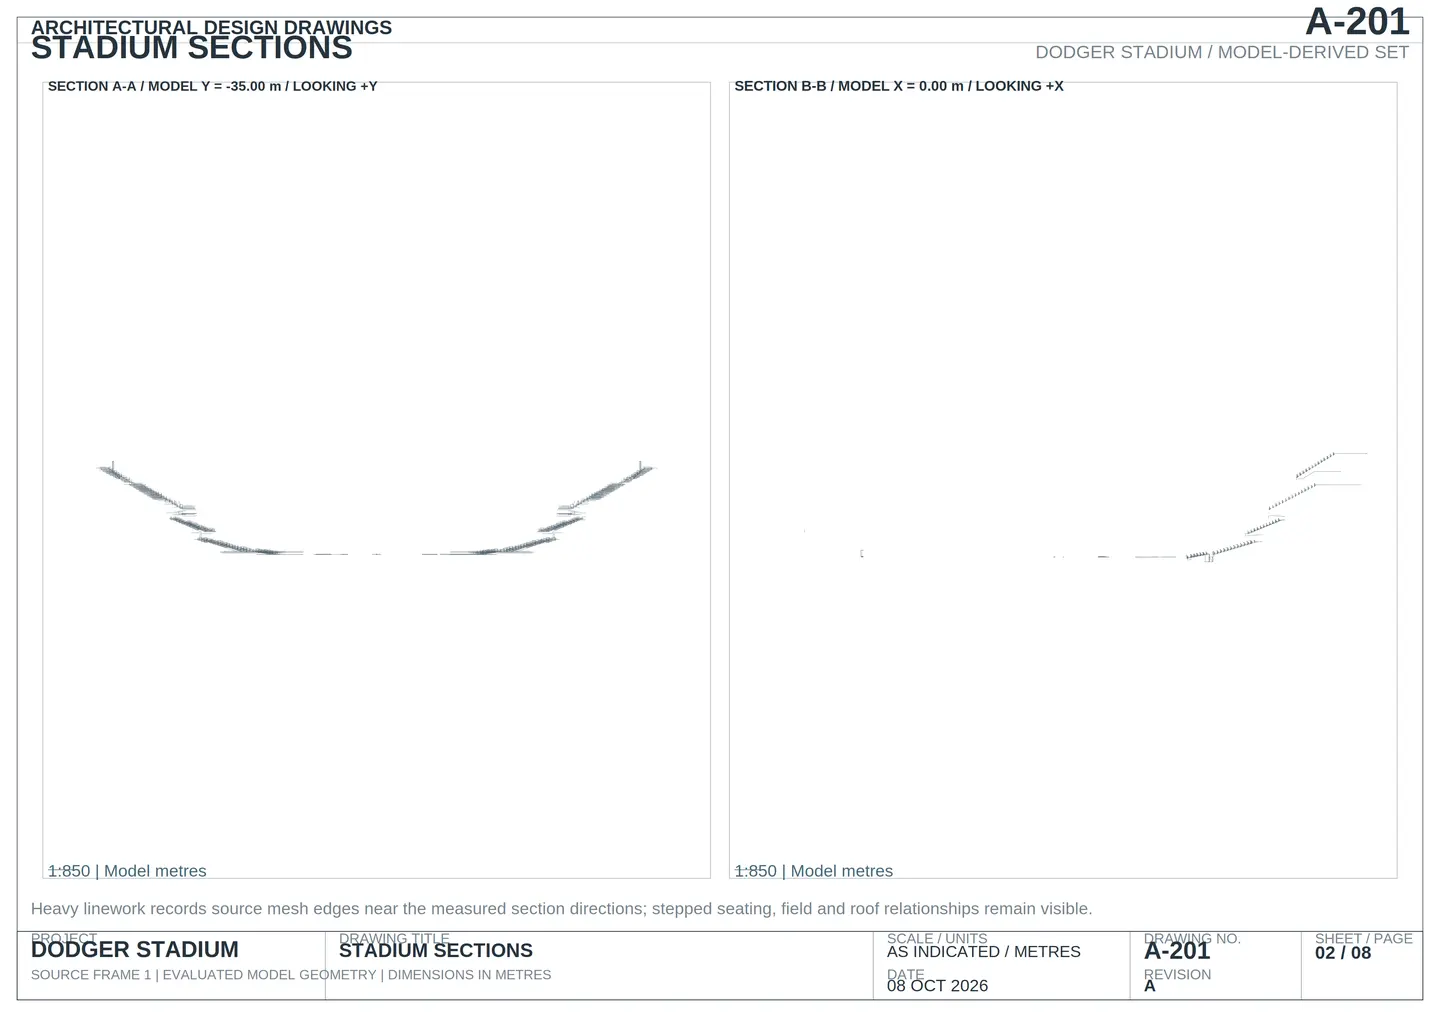 ARCHITECTURAL DESIGN DRAWINGS
STADIUM SECTIONS
A-201
DODGER STADIUM / MODEL-DERIVED SET
SECTION A-A / MODEL Y = -35.00 m / LOOKING +Y
SECTION B-B / MODEL X = 0.00 m / LOOKING +X
1:850 | Model metres
1:850 | Model metres
Heavy linework records source mesh edges near the measured section directions; stepped seating, field and roof relationships remain visible.
PROJECT
DODGER STADIUM
SOURCE FRAME 1 | EVALUATED MODEL GEOMETRY | DIMENSIONS IN METRES
DRAWING TITLE
STADIUM SECTIONS
SCALE / UNITS
AS INDICATED / METRES
DATE
08 OCT 2026
DRAWING NO.
A-201
REVISION
A
SHEET / PAGE
02 / 08